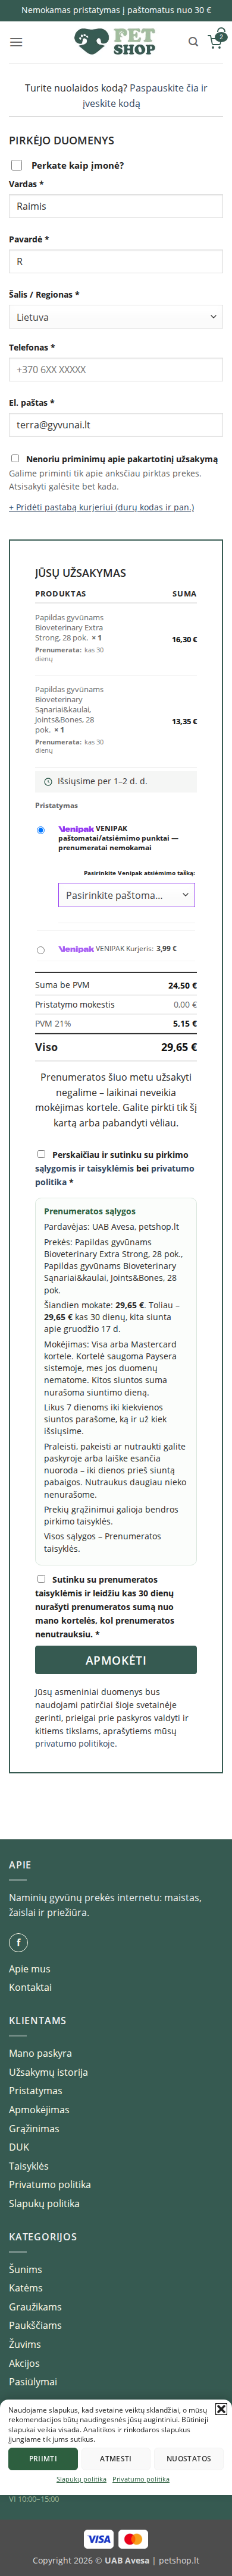 Nemokamas pristatymas į paštomatus nuo 30 €
PET
SHOP
2
Turite nuolaidos kodą? Paspauskite čia ir
įveskite kodą
PIRKĖJO DUOMENYS
Perkate kaip įmonė?
Vardas *
Raimis
Pavardė *
R
Šalis / Regionas *
Lietuva
Telefonas *
+370 6XX XXXXX
El. paštas *
terra@gyvunai.lt
Noreniu priminimų apie pakartotinį užsakymą
Galime priminti tik apie anksčiau pirktas prekes.
Atsisakyti galėsite bet kada.
+ Pridėti pastabą kurjeriui (durų kodas ir pan.)
JŪSŲ UŽSAKYMAS
PRODUKTAS SUMA
Papildas gyvūnams
Bioveterinary Extra
Strong, 28 pok. × 1
16,30 €
Prenumerata: kas 30
dienų
Papildas gyvūnams
Bioveterinary
Sąnariai&kaulai,
Joints&Bones, 28
pok. × 1
13,35 €
Prenumerata: kas 30
dienų
Išsiųsime per 1–2 d. d.
Pristatymas
Venipak VENIPAK
paštomatai/atsiėmimo punktai —
prenumeratai nemokamai
Pasirinkite Venipak atsiėmimo tašką:
Pasirinkite paštoma...
Venipak VENIPAK Kurjeris: 3,99 €
Suma be PVM 24,50 €
Pristatymo mokestis 0,00 €
PVM 21% 5,15 €
Viso 29,65 €
Prenumeratos šiuo metu užsakyti
negalime – laikinai neveikia
mokėjimas kortele. Galite pirkti tik šį
kartą arba pabandyti vėliau.
Perskaičiau ir sutinku su pirkimo
sąlygomis ir taisyklėmis bei privatumo
politika *
Prenumeratos sąlygos
Pardavėjas: UAB Avesa, petshop.lt
Prekės: Papildas gyvūnams
Bioveterinary Extra Strong, 28 pok.,
Papildas gyvūnams Bioveterinary
Sąnariai&kaulai, Joints&Bones, 28
pok.
Šiandien mokate: 29,65 €. Toliau –
29,65 € kas 30 dienų, kita siunta
apie gruodžio 17 d.
Mokėjimas: Visa arba Mastercard
kortele. Kortelė saugoma Paysera
sistemoje, mes jos duomenų
nematome. Kitos siuntos suma
nurašoma siuntimo dieną.
Likus 7 dienoms iki kiekvienos
siuntos parašome, ką ir už kiek
išsiųsime.
Praleisti, pakeisti ar nutraukti galite
paskyroje arba laiške esančia
nuoroda – iki dienos prieš siuntą
pabaigos. Nutraukus daugiau nieko
nenurašome.
Prekių grąžinimui galioja bendros
pirkimo taisyklės.
Visos sąlygos – Prenumeratos
taisyklės.
Sutinku su prenumeratos
taisyklėmis ir leidžiu kas 30 dienų
nurašyti prenumeratos sumą nuo
mano kortelės, kol prenumeratos
nenutrauksiu. *
APMOKĖTI
Jūsų asmeniniai duomenys bus
naudojami patirčiai šioje svetainėje
gerinti, prieigai prie paskyros valdyti ir
kitiems tikslams, aprašytiems mūsų
privatumo politikoje.
APIE
Naminių gyvūnų prekės internetu: maistas,
žaislai ir priežiūra.
f
Apie mus
Kontaktai
KLIENTAMS
Mano paskyra
Užsakymų istorija
Pristatymas
Apmokėjimas
Grąžinimas
DUK
Taisyklės
Privatumo politika
Slapukų politika
KATEGORIJOS
Šunims
Katėms
Graužikams
Paukščiams
Žuvims
Akcijos
Pasiūlymai
Naudojame slapukus, kad svetainė veiktų sklandžiai, o mūsų
rekomenduojamos būtų naudingesnės jūsų augintiniui. Būtinieji
slapukai veikia visada. Analitikos ir rinkodaros slapukus
įjungiame tik jums sutikus.
PRIIMTI ATMESTI NUOSTATOS
Slapukų politika Privatumo politika
VI 10:00–15:00
VISA mastercard
Copyright 2026 © UAB Avesa | petshop.lt